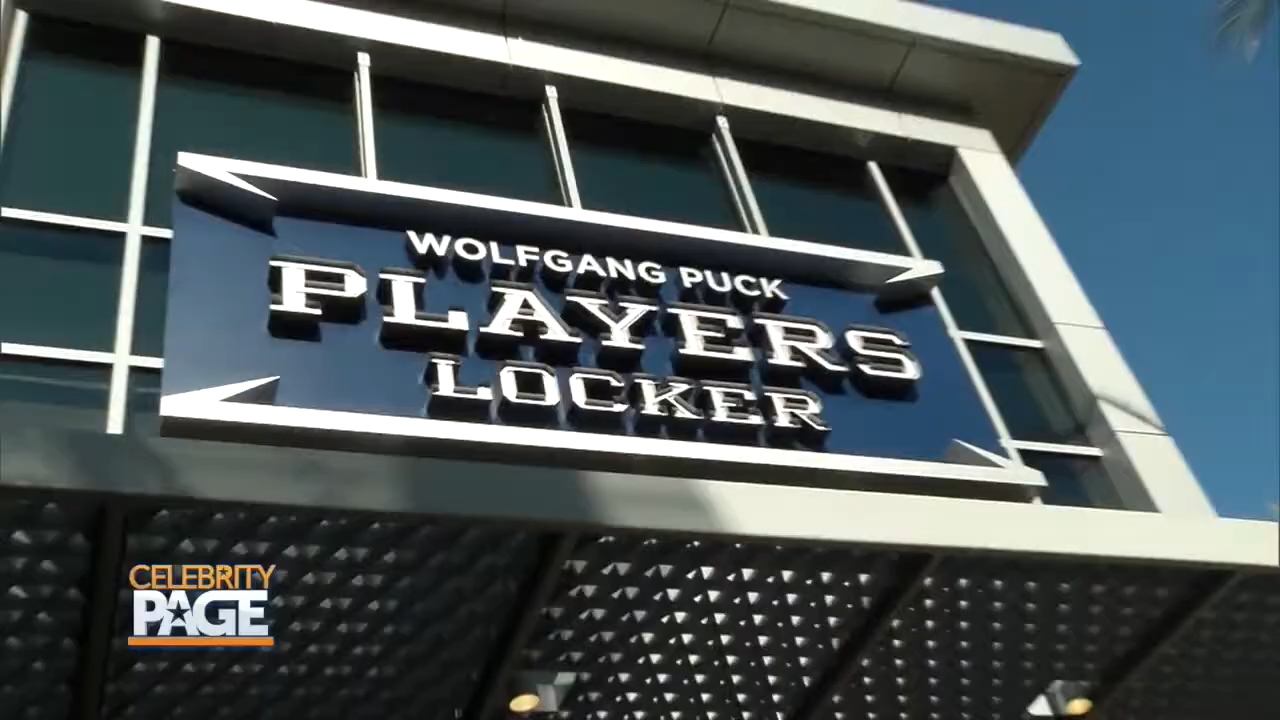 WOLFGANG PUCK
PLAYERS
LOCKER
CELEBRITY
PAGE